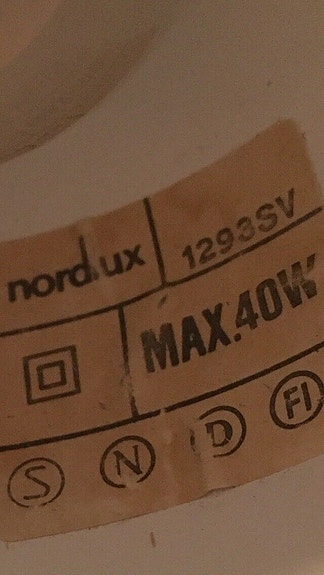 nordlux 1293SV
MAX.40W
S N D FI